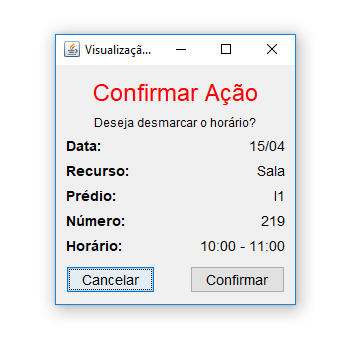 Visualizaçã...
Confirmar Ação
Deseja desmarcar o horário?
Data: 15/04
Recurso: Sala
Prédio: I1
Número: 219
Horário: 10:00 - 11:00
Cancelar Confirmar